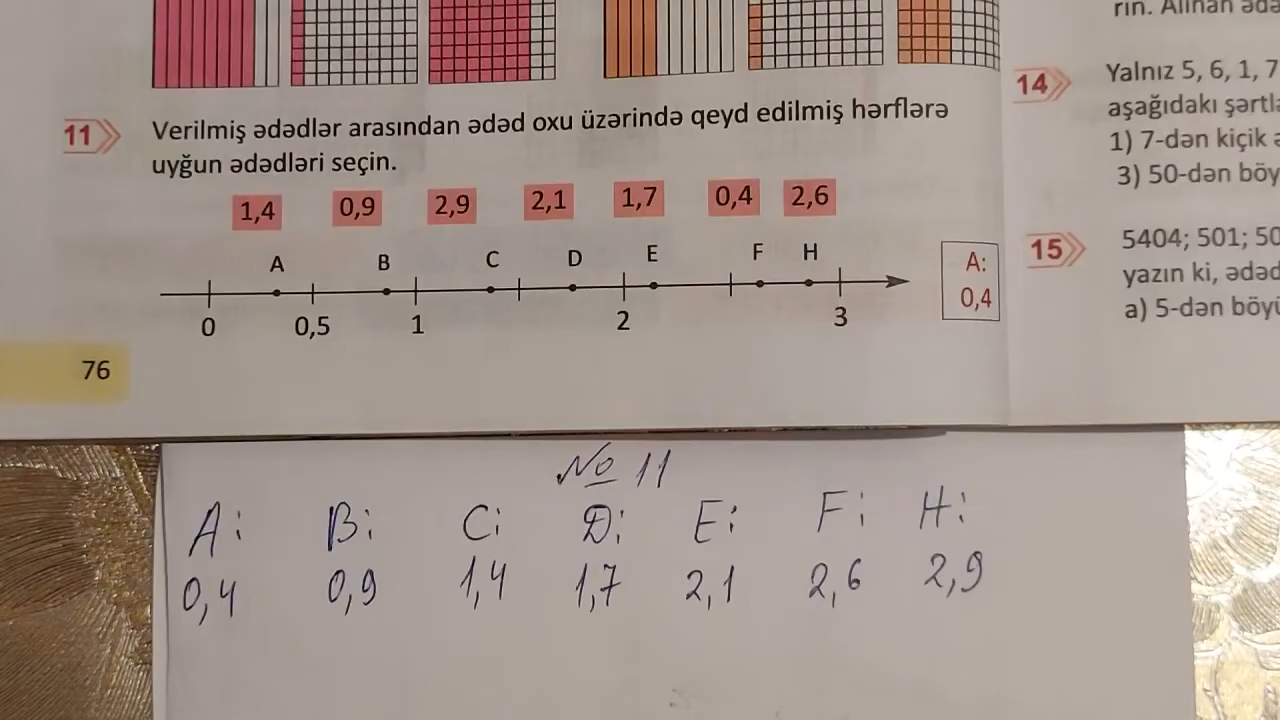 11 Verilmiş ədədlər arasından ədəd oxu üzərində qeyd edilmiş hərflərə
uyğun ədədləri seçin.
1,4 0,9 2,9 2,1 1,7 0,4 2,6
A B C D E F H
0 0,5 1 2 3
A:
0,4
76
14 Yalnız 5, 6, 1, 7
aşağıdakı şərtl
1) 7-dən kiçik
3) 50-dən böy
15 5404; 501; 50
yazın ki, ədəd
a) 5-dən böyü
№ 11
A: B: C: D: E: F: H:
0,4 0,9 1,4 1,7 2,1 2,6 2,9